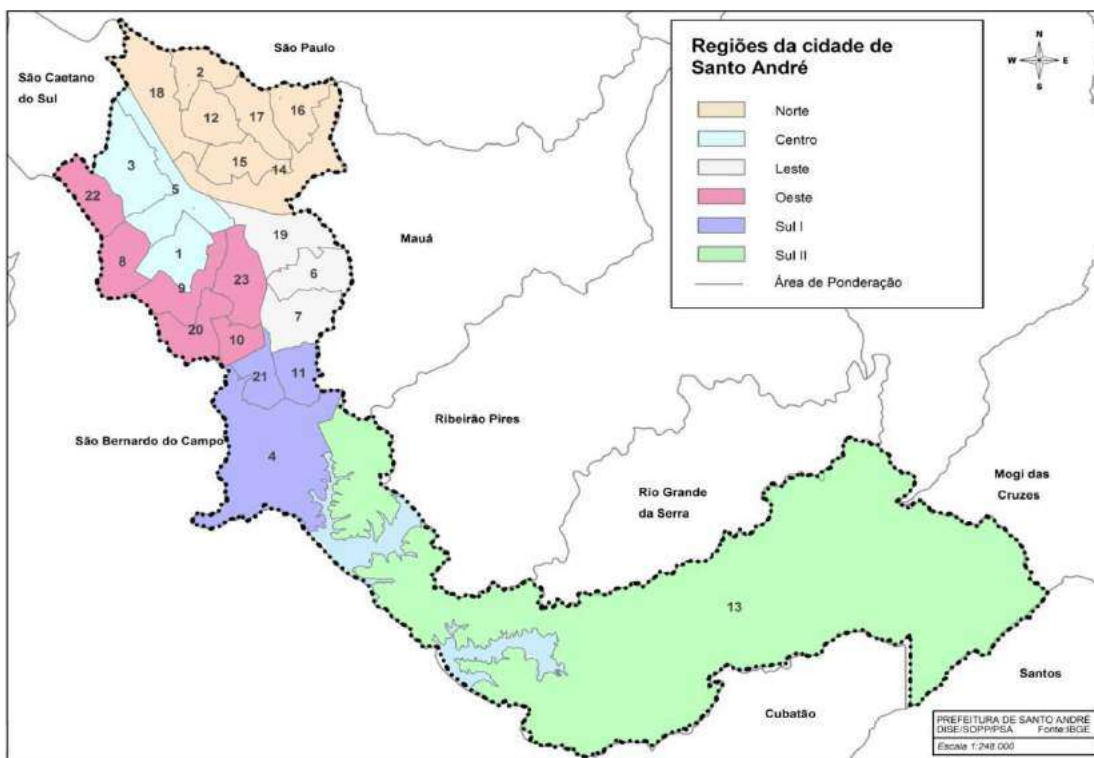 Regiões da cidade de
Santo André
Norte
Centro
Leste
Oeste
Sul I
Sul II
Área de Ponderação
N
W
E
S
São Paulo
São Caetano
do Sul
Mauá
Ribeirão Pires
São Bernardo do Campo
Rio Grande
da Serra
Mogi das
Cruzes
Santos
Cubatão
2
18
16
12
17
15
14
3
5
22
19
1
8
6
23
9
7
20
10
11
21
4
13
PREFEITURA DE SANTO ANDRÉ
DISE/SOPP/PSA Fonte:IBGE
Escala 1:248.000